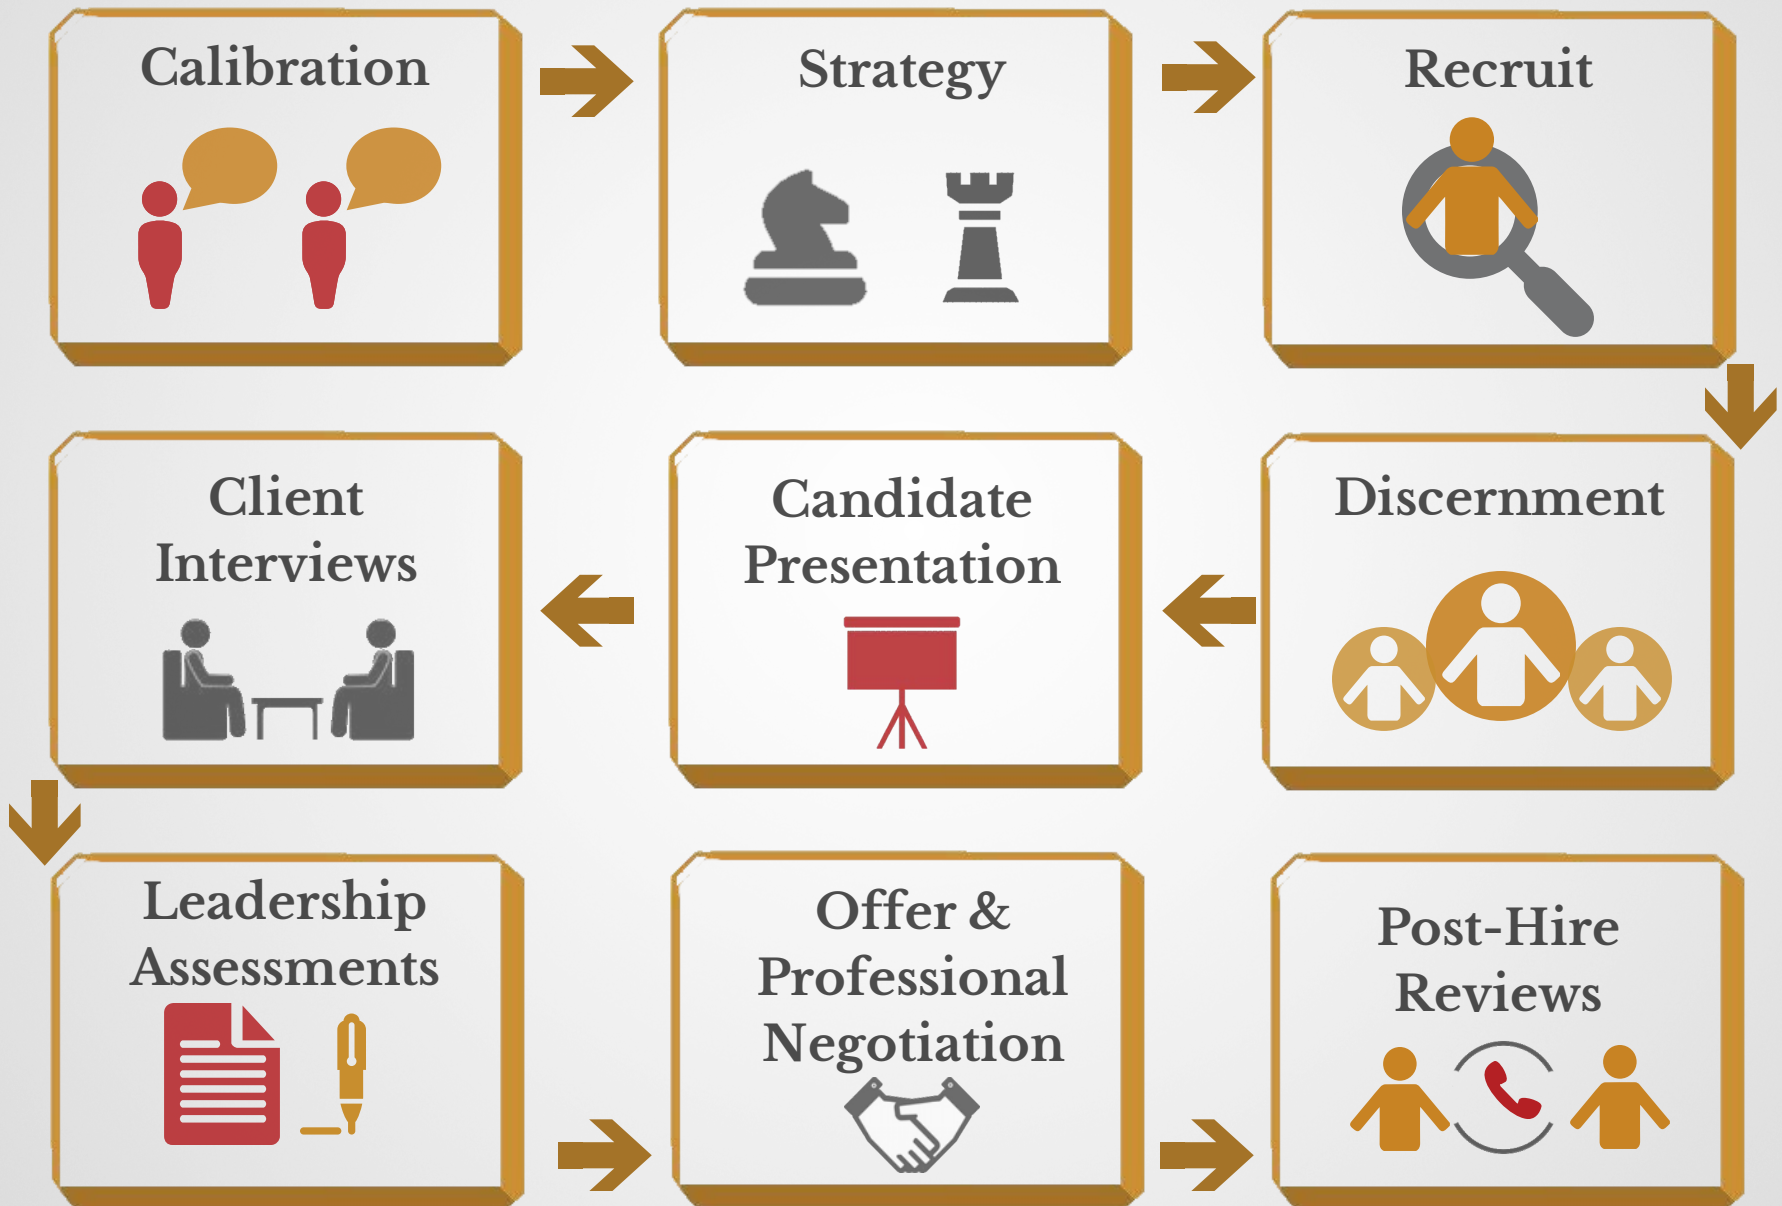 Calibration
Strategy
Recruit
Discernment
Candidate
Presentation
Client
Interviews
Leadership
Assessments
Offer &
Professional
Negotiation
Post-Hire
Reviews